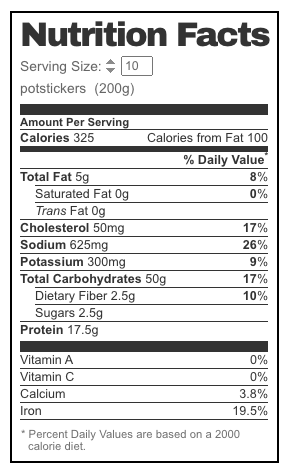 Nutrition Facts
Serving Size: 10
potstickers (200g)
Amount Per Serving
Calories 325 Calories from Fat 100
% Daily Value*
Total Fat 5g 8%
Saturated Fat 0g 0%
Trans Fat 0g
Cholesterol 50mg 17%
Sodium 625mg 26%
Potassium 300mg 9%
Total Carbohydrates 50g 17%
Dietary Fiber 2.5g 10%
Sugars 2.5g
Protein 17.5g
Vitamin A 0%
Vitamin C 0%
Calcium 3.8%
Iron 19.5%
* Percent Daily Values are based on a 2000
calorie diet.